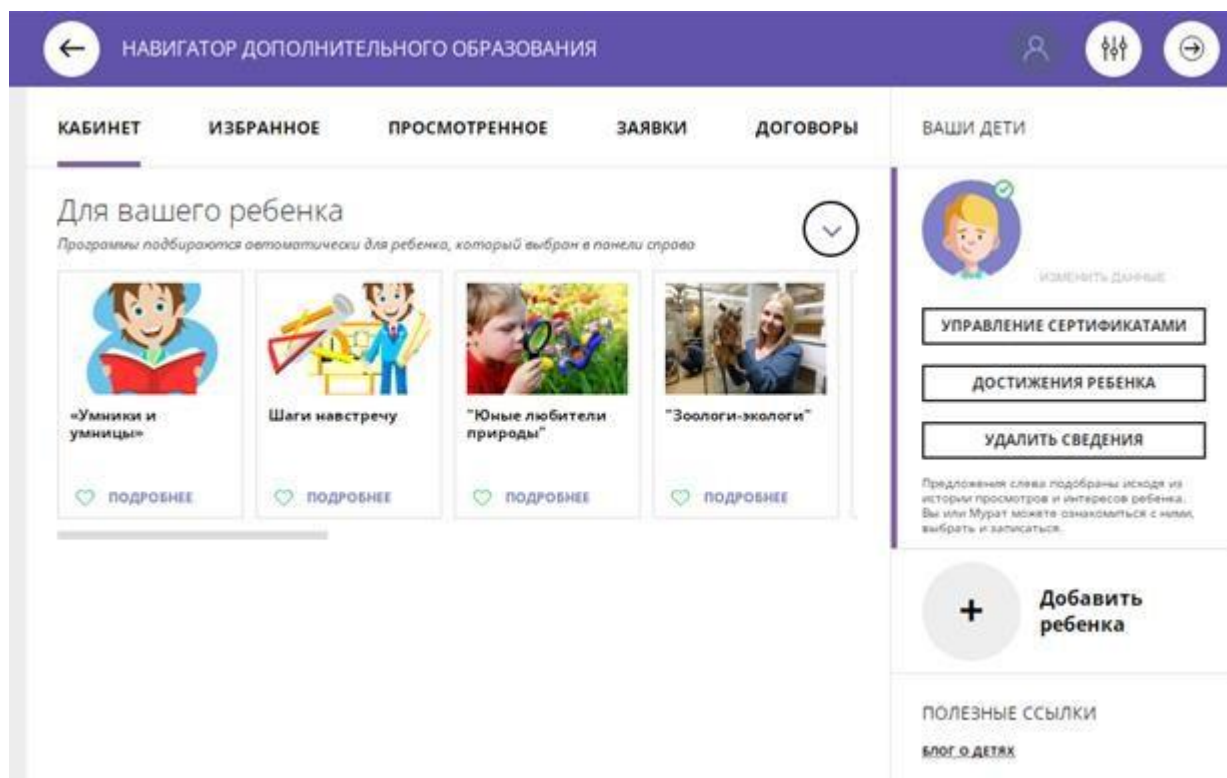 НАВИГАТОР ДОПОЛНИТЕЛЬНОГО ОБРАЗОВАНИЯ
КАБИНЕТ ИЗБРАННОЕ ПРОСМОТРЕННОЕ ЗАЯВКИ ДОГОВОРЫ
Для вашего ребенка
Программы подбираются автоматически для ребенка, который выбран в панели справа
«Умники и
умницы»
ПОДРОБНЕЕ
Шаги навстречу
ПОДРОБНЕЕ
"Юные любители
природы"
ПОДРОБНЕЕ
"Зоологи-экологи"
ПОДРОБНЕЕ
ВАШИ ДЕТИ
ИЗМЕНИТЬ ДАННЫЕ
УПРАВЛЕНИЕ СЕРТИФИКАТАМИ
ДОСТИЖЕНИЯ РЕБЕНКА
УДАЛИТЬ СВЕДЕНИЯ
Предложения слева подобраны исходя из
истории просмотров и интересов ребенка.
Вы или Мурат можете ознакомиться с ними,
выбрать и записаться.
Добавить
ребенка
ПОЛЕЗНЫЕ ССЫЛКИ
БЛОГ О ДЕТЯХ